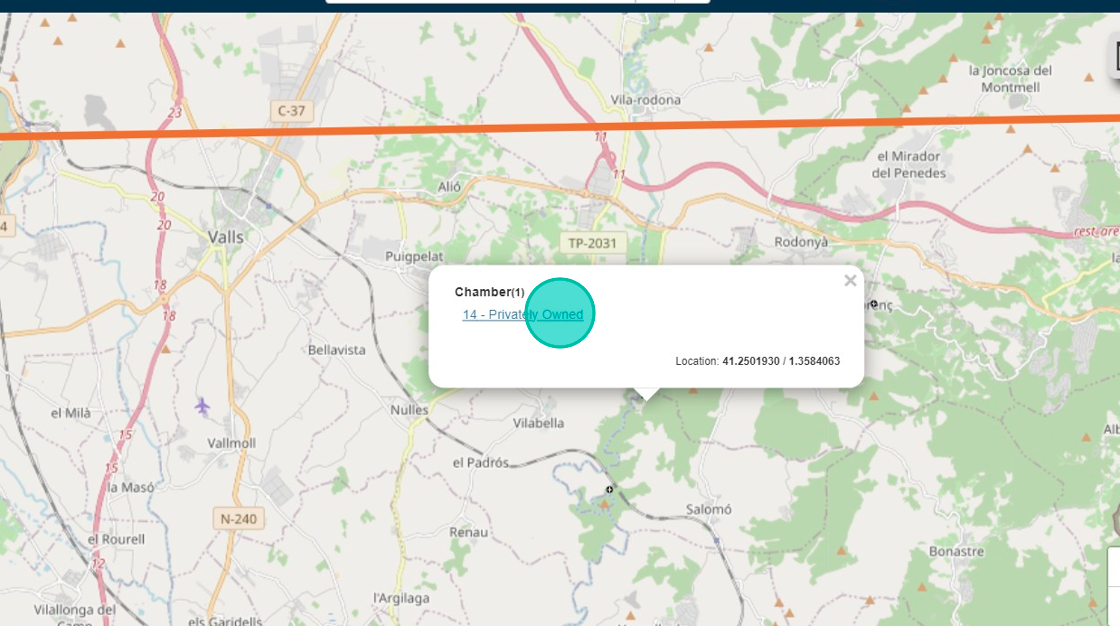 23
C-37
Vila-rodona
la Joncosa del
Montmell
11
11
el Mirador
del Penedes
Alió
20
20
4
Valls
TP-2031
Rodonyà
rest_are
Puigpelat
18
18
Chamber(1)
14 - Privately Owned
Location: 41.2501930 / 1.3584063
Bellavista
el Milà
Nulles
Vilabella
15
Vallmoll
el Padrós
15
la Masó
N-240
Salomó
el Rourell
Renau
Bonastre
12
l'Argilaga
Vilallonga del
Camp
els Garidells